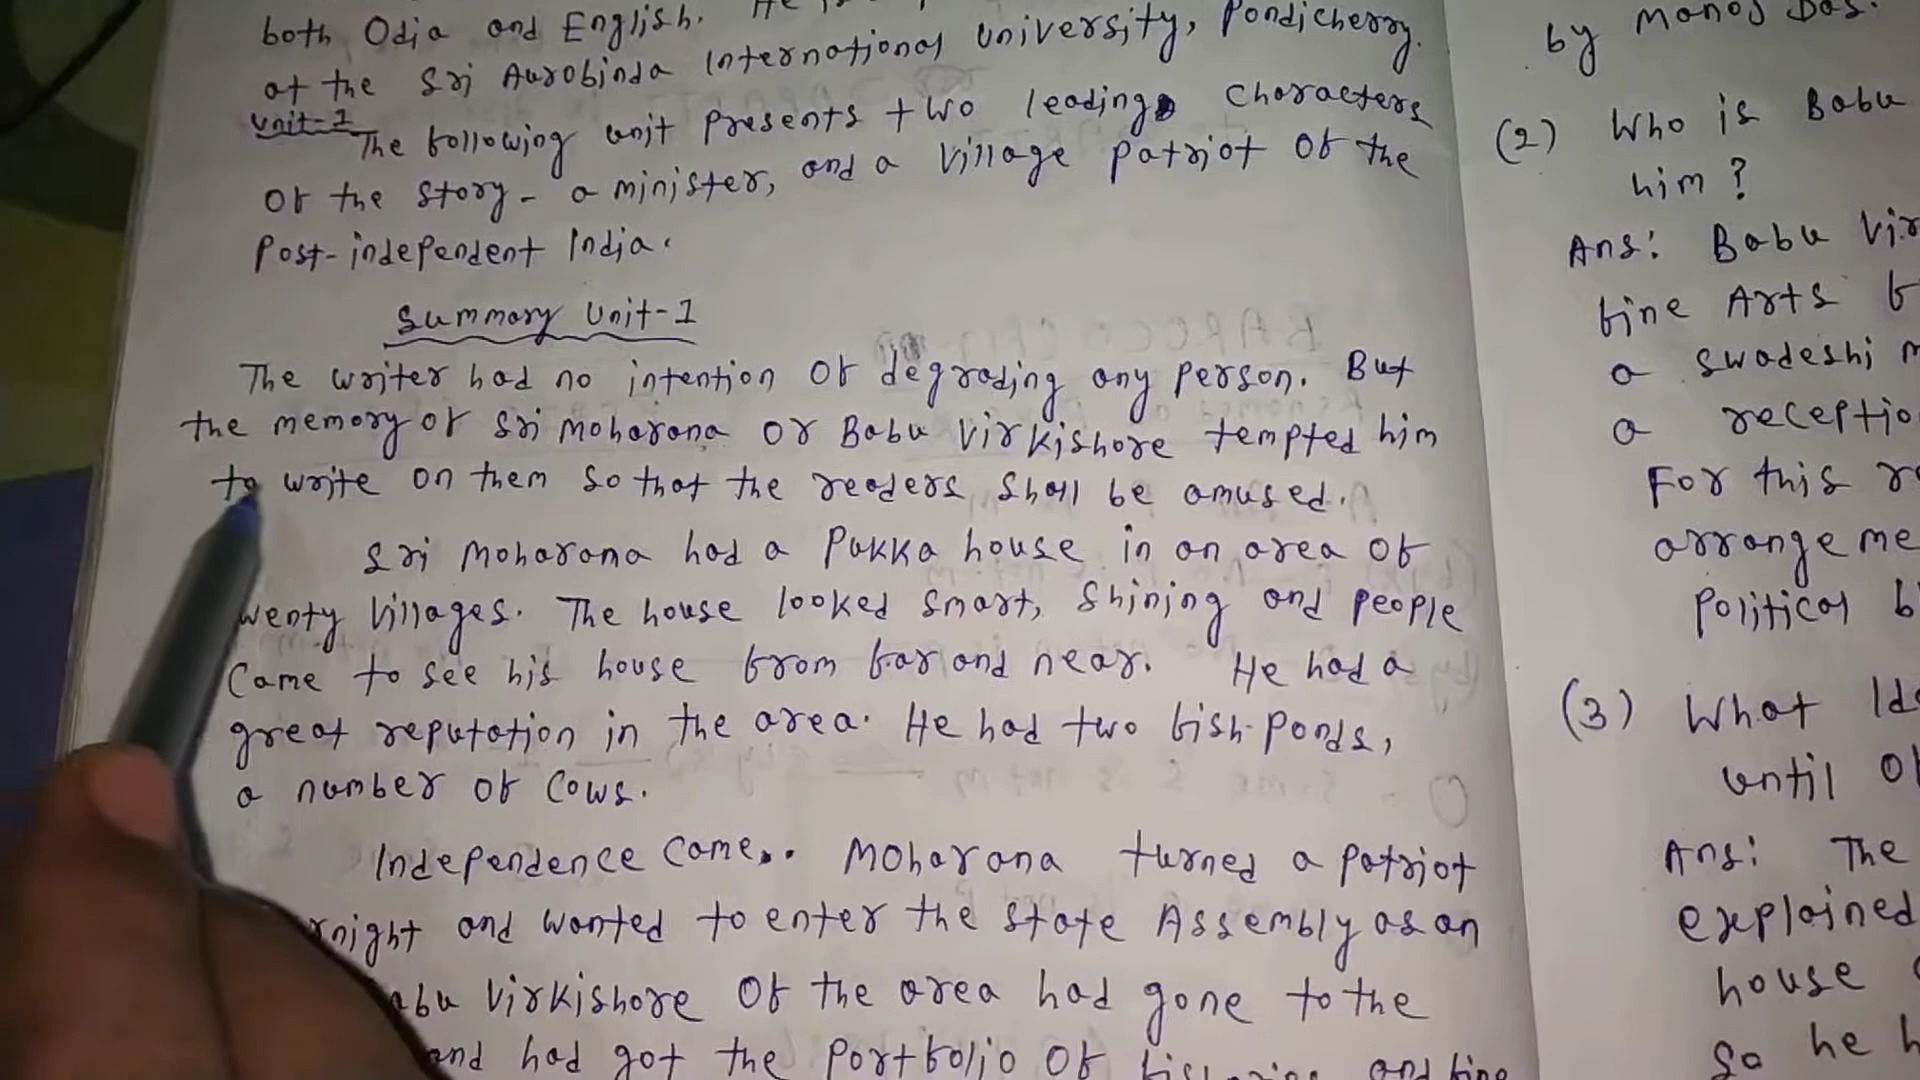 both Odia and English. He
at the Sri Aurobinda International University, Pondicherry.
Unit-1
The following unit presents two leading characters
of the story - a minister, and a village patriot of the
Post-independent India.
Summary Unit-1
The writer had no intention of degrading any person. But
the memory of Sri Moharana or Babu Virkishore tempted him
to write on them so that the readers shall be amused.
Sri Moharana had a Pukka house in an area of
wenty villages. The house looked smart, shining and people
came to see his house from far and near. He had a
great reputation in the area. He had two fish-ponds,
a number of cows.
Independence came.. Moharana turned a patriot
rnight and wanted to enter the State Assembly as an
abu Virkishore of the area had gone to the
and had got the portfolio of and fine
by Manoj Das.
(2) Who is Babu
him ?
Ans: Babu Vir
fine Arts
a swadeshi m
a receptio
For this
arrangeme
political b
(3) What
until
Ans: The
explained
house
So he h